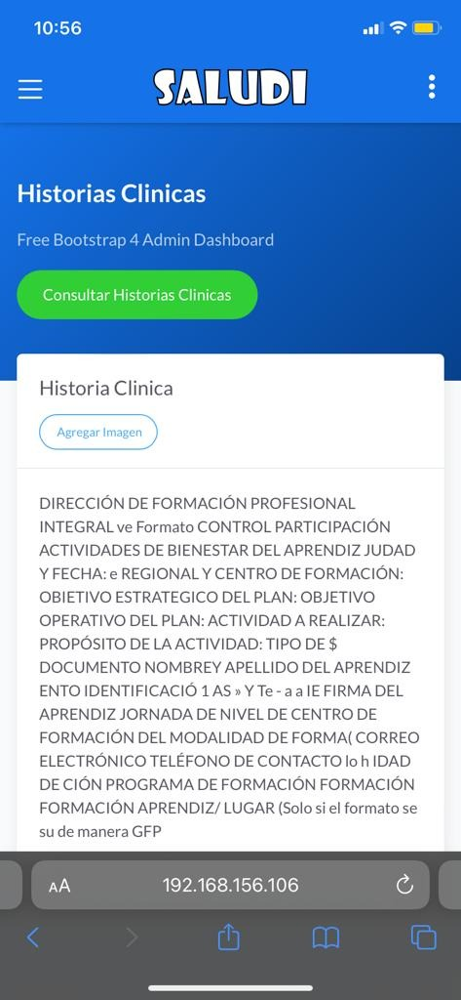 10:56
SALUDI
Historias Clinicas
Free Bootstrap 4 Admin Dashboard
Consultar Historias Clinicas
Historia Clinica
Agregar Imagen
DIRECCIÓN DE FORMACIÓN PROFESIONAL
INTEGRAL ve Formato CONTROL PARTICIPACIÓN
ACTIVIDADES DE BIENESTAR DEL APRENDIZ JUDAD
Y FECHA: e REGIONAL Y CENTRO DE FORMACIÓN:
OBIETIVO ESTRATEGICO DEL PLAN: OBJETIVO
OPERATIVO DEL PLAN: ACTIVIDAD A REALIZAR:
PROPÓSITO DE LA ACTIVIDAD: TIPO DE $
DOCUMENTO NOMBREY APELLIDO DEL APRENDIZ
ENTO IDENTIFICACIÓ 1 AS » Y Te - a a IE FIRMA DEL
APRENDIZ JORNADA DE NIVEL DE CENTRO DE
FORMACIÓN DEL MODALIDAD DE FORMA( CORREO
ELECTRÓNICO TELÉFONO DE CONTACTO lo h IDAD
DE CIÓN PROGRAMA DE FORMACIÓN FORMACIÓN
FORMACIÓN APRENDIZ/ LUGAR (Solo si el formato se
su de manera GFP
AA 192.168.156.106